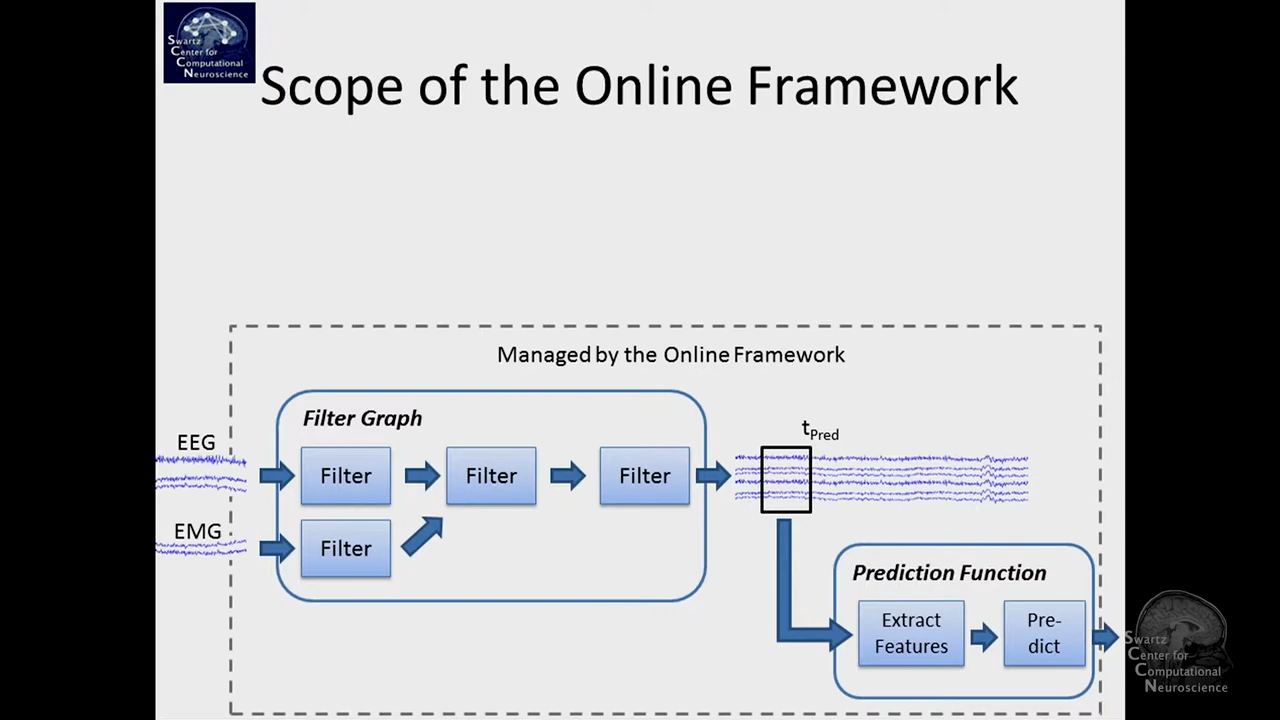 Swartz
Center for
Computational
Neuroscience
Scope of the Online Framework
Managed by the Online Framework
Filter Graph
EEG
Filter
Filter
Filter
EMG
Filter
tPred
Prediction Function
Extract
Features
Pre-
dict
Swartz
Center for
Computational
Neuroscience